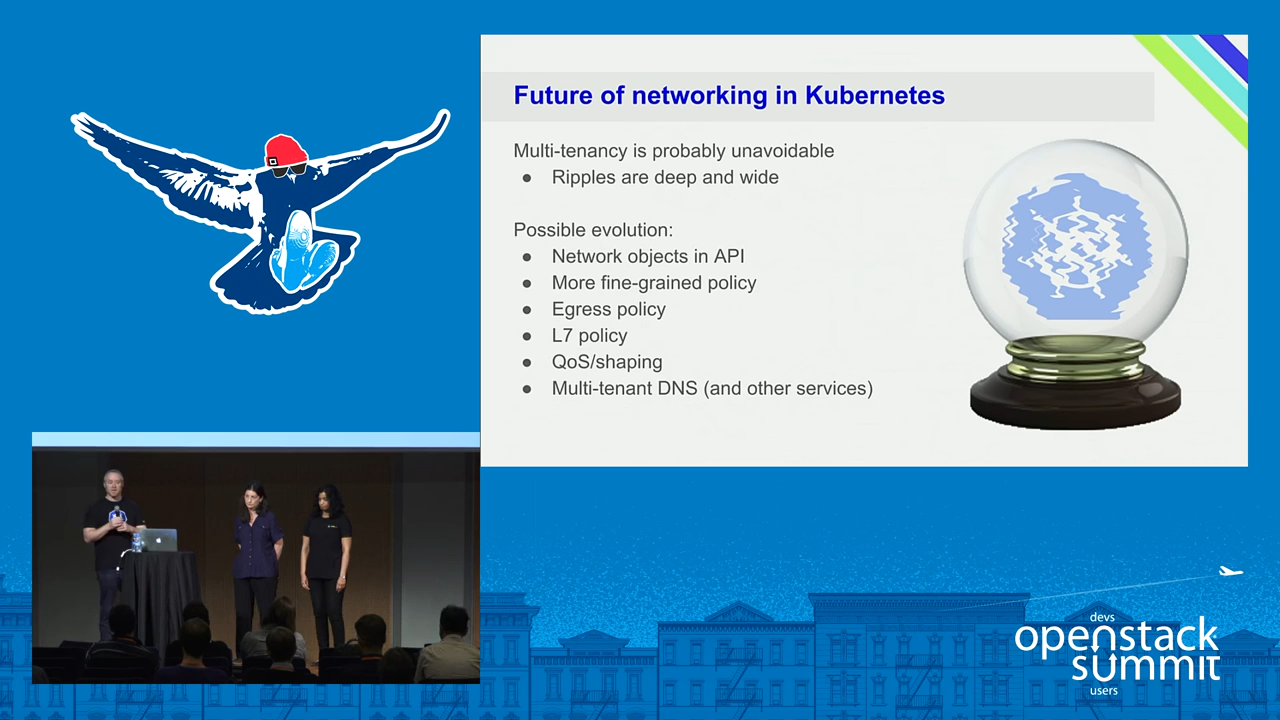 Future of networking in Kubernetes
Multi-tenancy is probably unavoidable
● Ripples are deep and wide
Possible evolution:
● Network objects in API
● More fine-grained policy
● Egress policy
● L7 policy
● QoS/shaping
● Multi-tenant DNS (and other services)
devs
openstack
summit
users